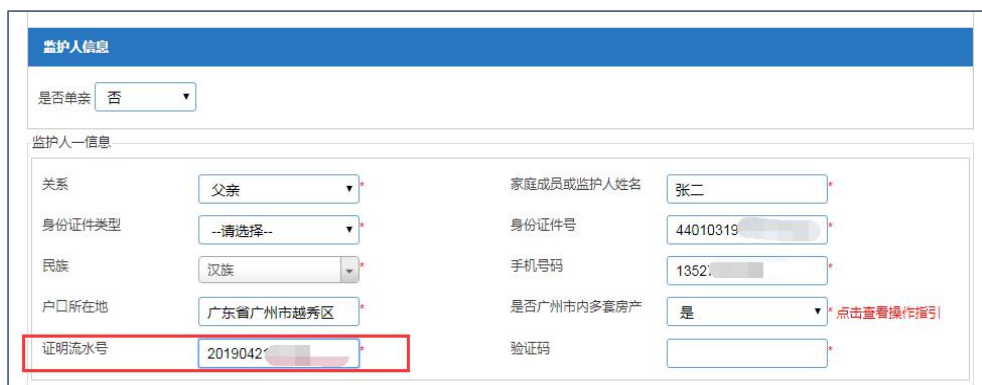 监护人信息
是否单亲 否
监护人一信息
关系 父亲 * 家庭成员或监护人姓名 张二 *
身份证件类型 --请选择-- * 身份证件号 44010319 *
民族 汉族 * 手机号码 1352 *
户口所在地 广东省广州市越秀区 * 是否广州市内多套房产 是 * 点击查看操作指引
证明流水号 2019042 * 验证码 *